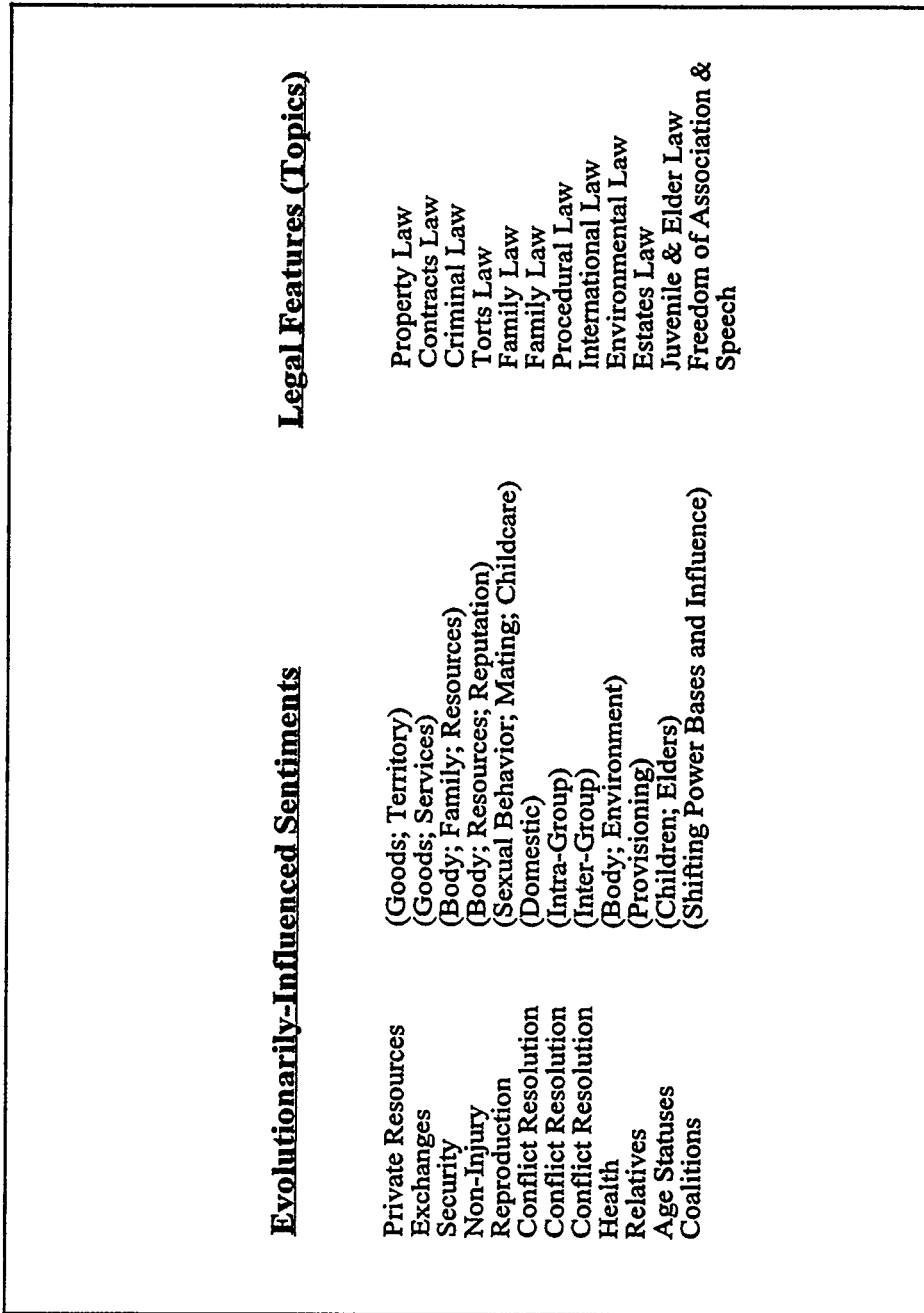 Evolutionarily-Influenced Sentiments Legal Features (Topics)
Private Resources (Goods; Territory) Property Law
Exchanges (Goods; Services) Contracts Law
Security (Body; Family; Resources) Criminal Law
Non-Injury (Body; Resources; Reputation) Torts Law
Reproduction (Sexual Behavior; Mating; Childcare) Family Law
Conflict Resolution (Domestic) Family Law
Conflict Resolution (Intra-Group) Procedural Law
Conflict Resolution (Inter-Group) International Law
Health (Body; Environment) Environmental Law
Relatives (Provisioning) Estates Law
Age Statuses (Children; Elders) Juvenile & Elder Law
Coalitions (Shifting Power Bases and Influence) Freedom of Association &
Speech